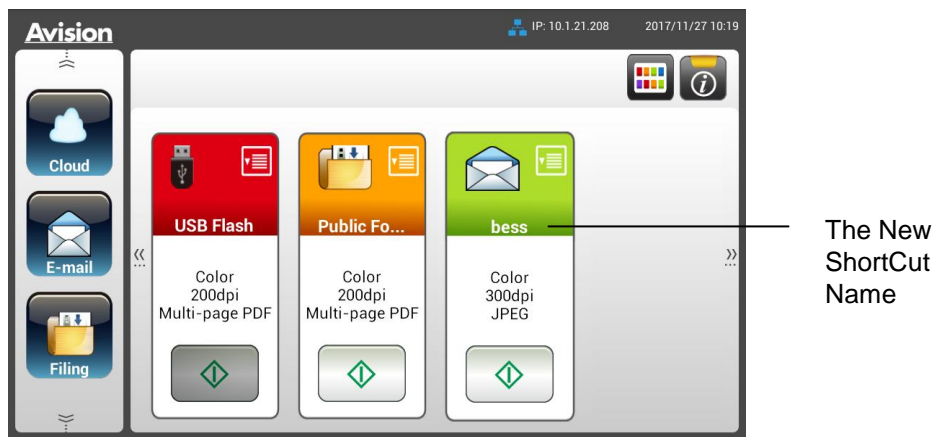 Avision
IP: 10.1.21.208
2017/11/27 10:19
Cloud
E-mail
Filing
USB Flash
Color
200dpi
Multi-page PDF
Public Fo...
Color
200dpi
Multi-page PDF
bess
Color
300dpi
JPEG
The New
ShortCut
Name